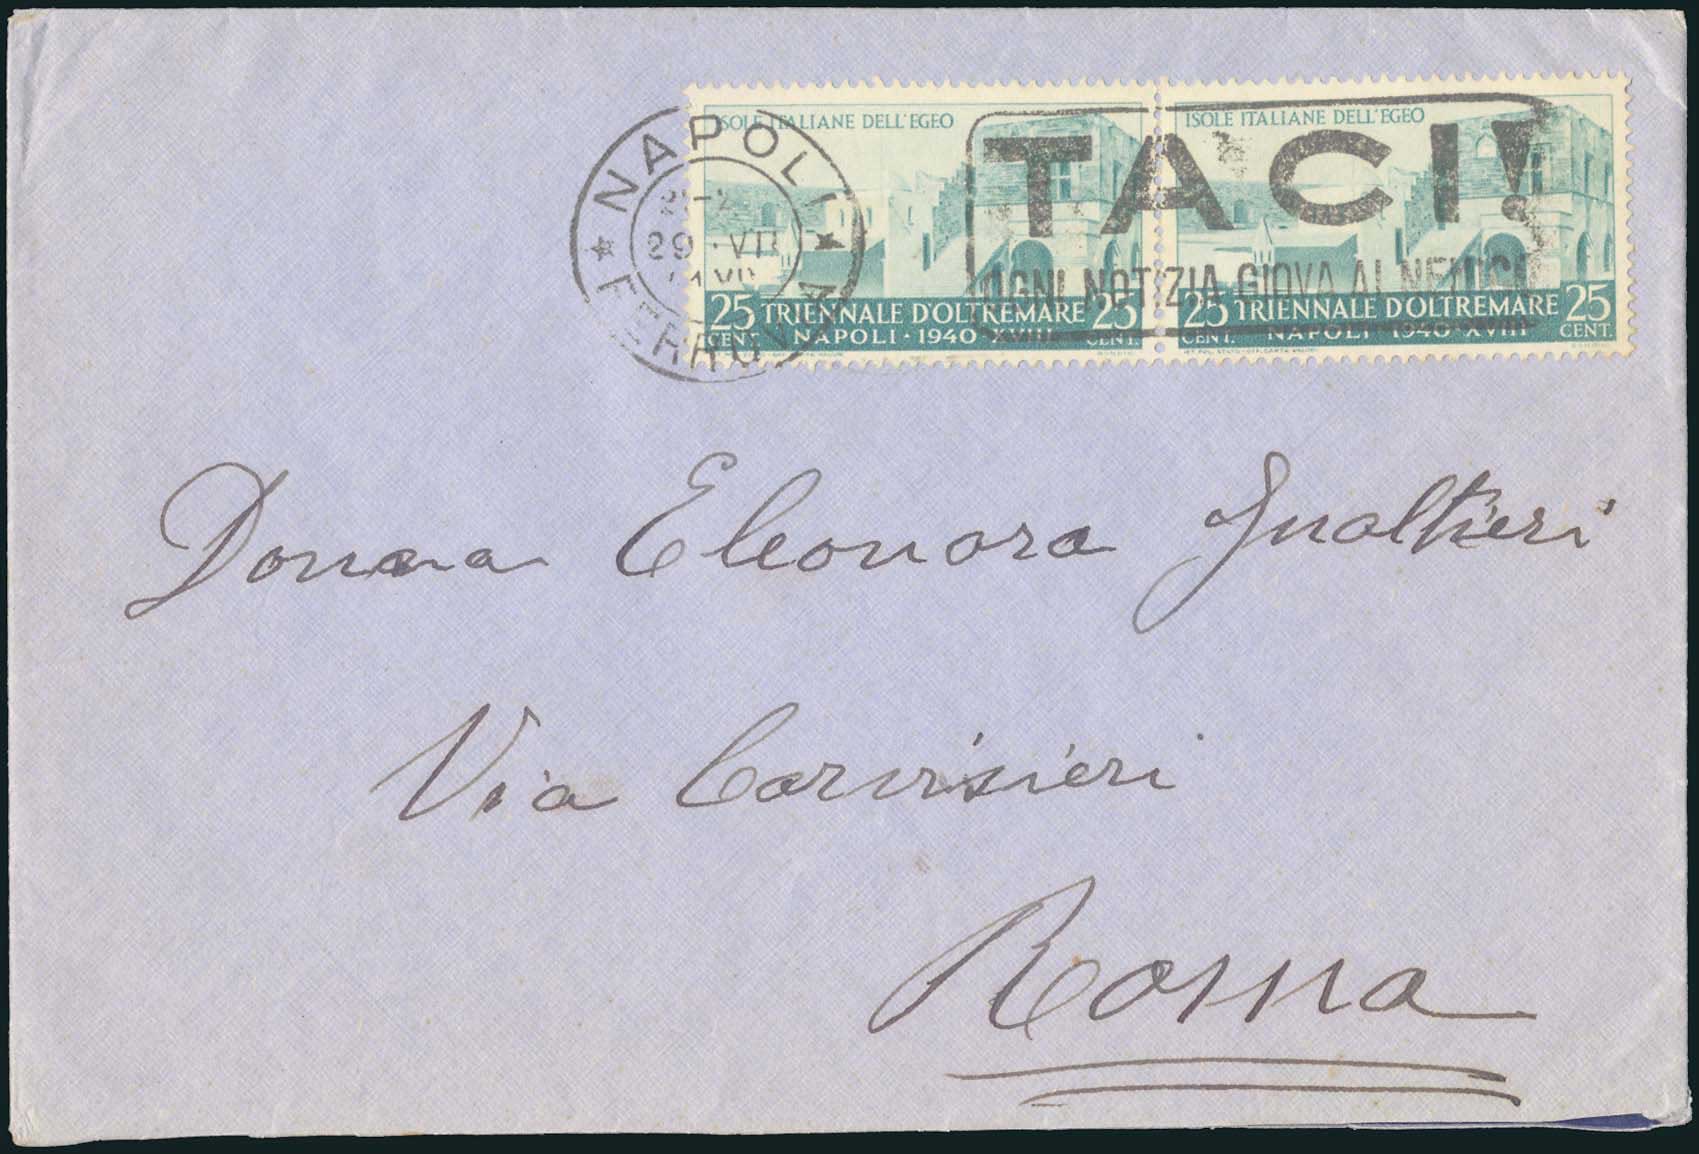 ISOLE ITALIANE DELL'EGEO
25 TRIENNALE D'OLTREMARE 25
CENT. NAPOLI · 1940 XVIII CENT.
ISOLE ITALIANE DELL'EGEO
25 TRIENNALE D'OLTREMARE 25
CENT. NAPOLI · 1940 · XVIII CENT.
NAPOLI
29 · VII
FERROVIA
TACI!
OGNI NOTIZIA GIOVA AL NEMICO
Donna Eleonora Gualtieri
Via Corvisieri
Roma